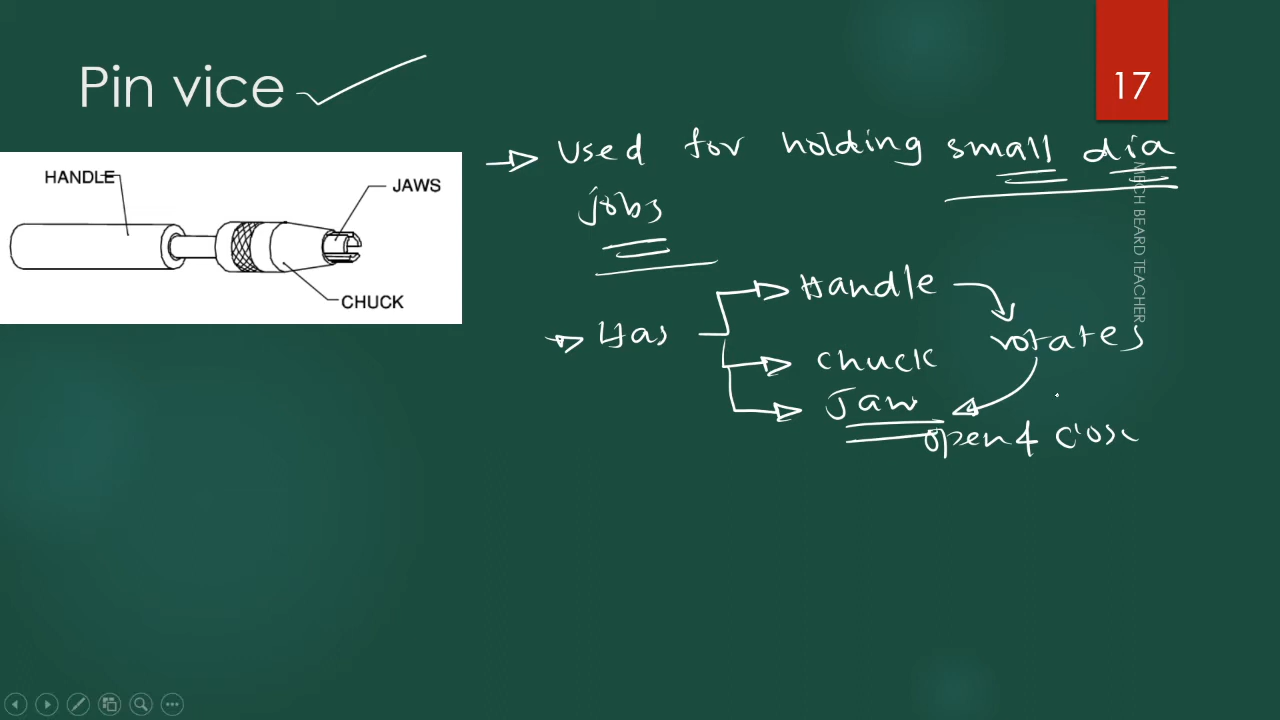 Pin vice
17
HANDLE
JAWS
CHUCK
→ Used for holding small dia
jobs
→ Has → Handle
rotates
→ chuck
→ Jaw
open & close
MECH BEARD TEACHER